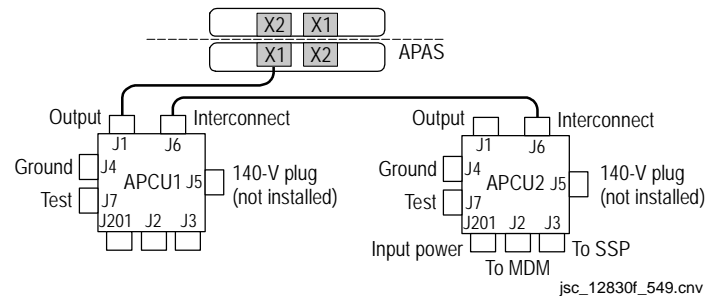 X2 X1
X1 X2 APAS
Output Interconnect Output Interconnect
J1 J6 J1 J6
Ground J4 140-V plug Ground J4 140-V plug
APCU1 J5 APCU2 J5
Test J7 (not installed) Test J7 (not installed)
J201 J2 J3 J201 J2 J3
Input power To SSP
To MDM
jsc_12830f_549.cnv